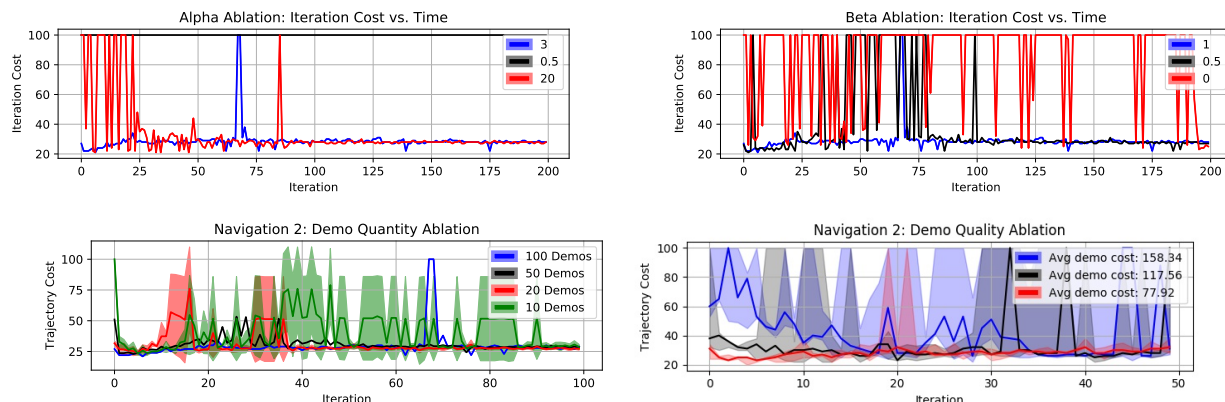 Alpha Ablation: Iteration Cost vs. Time
Iteration Cost
100
80
60
40
20
3
0.5
20
0 25 50 75 100 125 150 175 200
Iteration
Beta Ablation: Iteration Cost vs. Time
Iteration Cost
100
80
60
40
20
1
0.5
0
0 25 50 75 100 125 150 175 200
Iteration
Navigation 2: Demo Quantity Ablation
Trajectory Cost
100
75
50
25
100 Demos
50 Demos
20 Demos
10 Demos
0 20 40 60 80 100
Iteration
Navigation 2: Demo Quality Ablation
Trajectory Cost
100
80
60
40
20
Avg demo cost: 158.34
Avg demo cost: 117.56
Avg demo cost: 77.92
0 10 20 30 40 50
Iteration